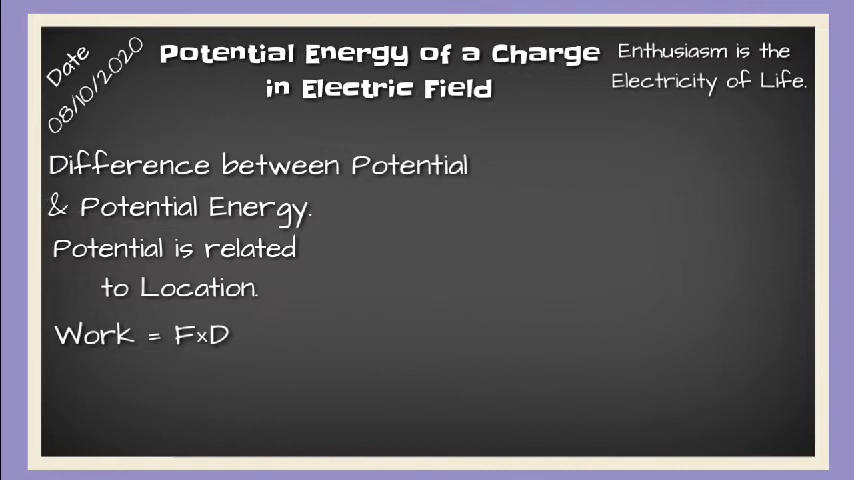 Date
08/10/2020
Potential Energy of a Charge
in Electric Field
Enthusiasm is the
Electricity of Life.
Difference between Potential
& Potential Energy.
Potential is related
to Location.
Work = FxD